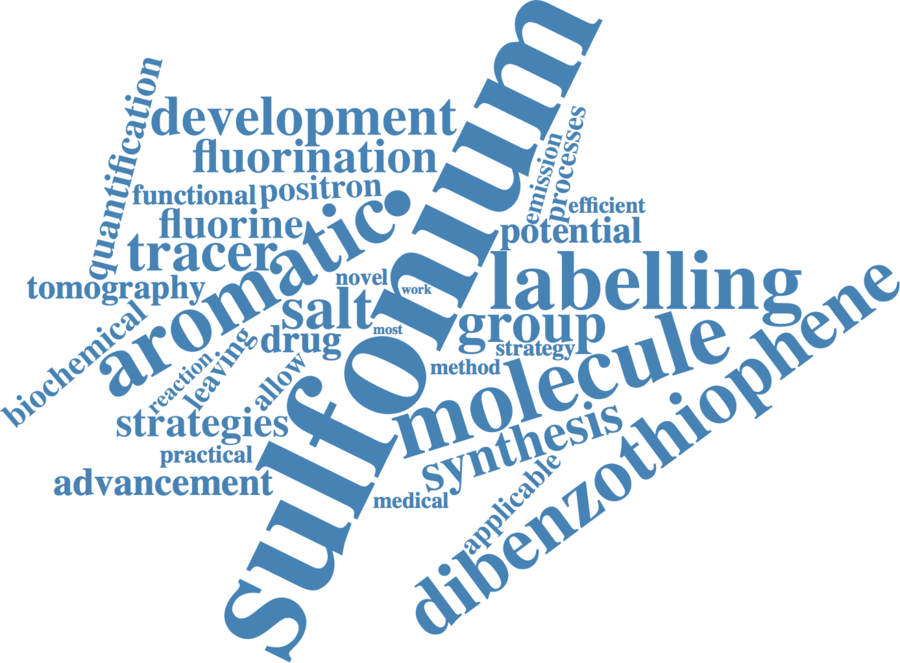 sulfonium
quantification
development
fluorination
emission
processes
functional
positron
efficient
fluorine
aromatic
potential
tracer
labelling
tomography
novel
work
salt
group
most
biochemical
drug
strategy
reaction
leaving
allow
method
molecule
dibenzothiophene
strategies
synthesis
practical
advancement
medical
applicable